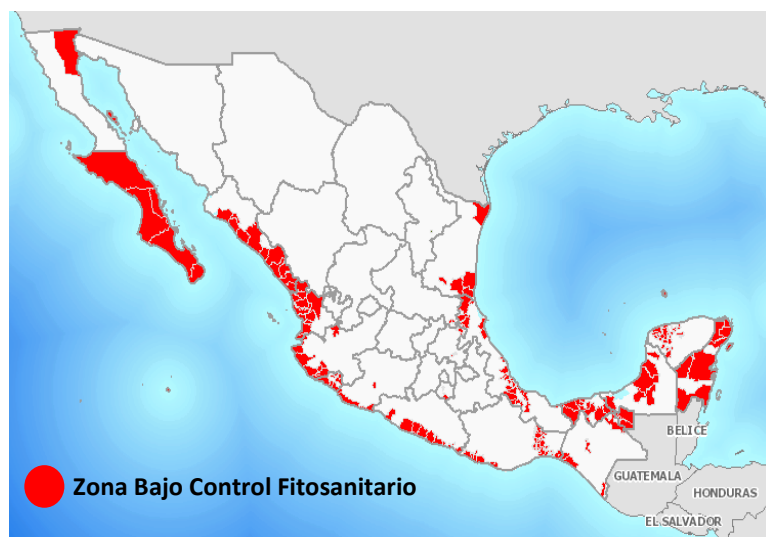 BELICE
GUATEMALA
Zona Bajo Control Fitosanitario
HONDURAS
EL SALVADOR